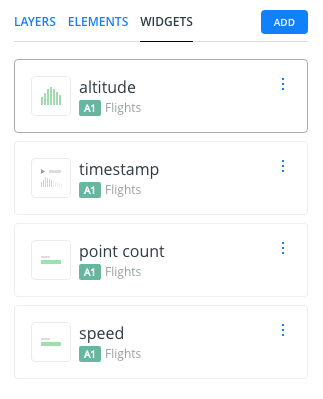 LAYERS ELEMENTS WIDGETS ADD
altitude
A1 Flights
timestamp
A1 Flights
point count
A1 Flights
speed
A1 Flights